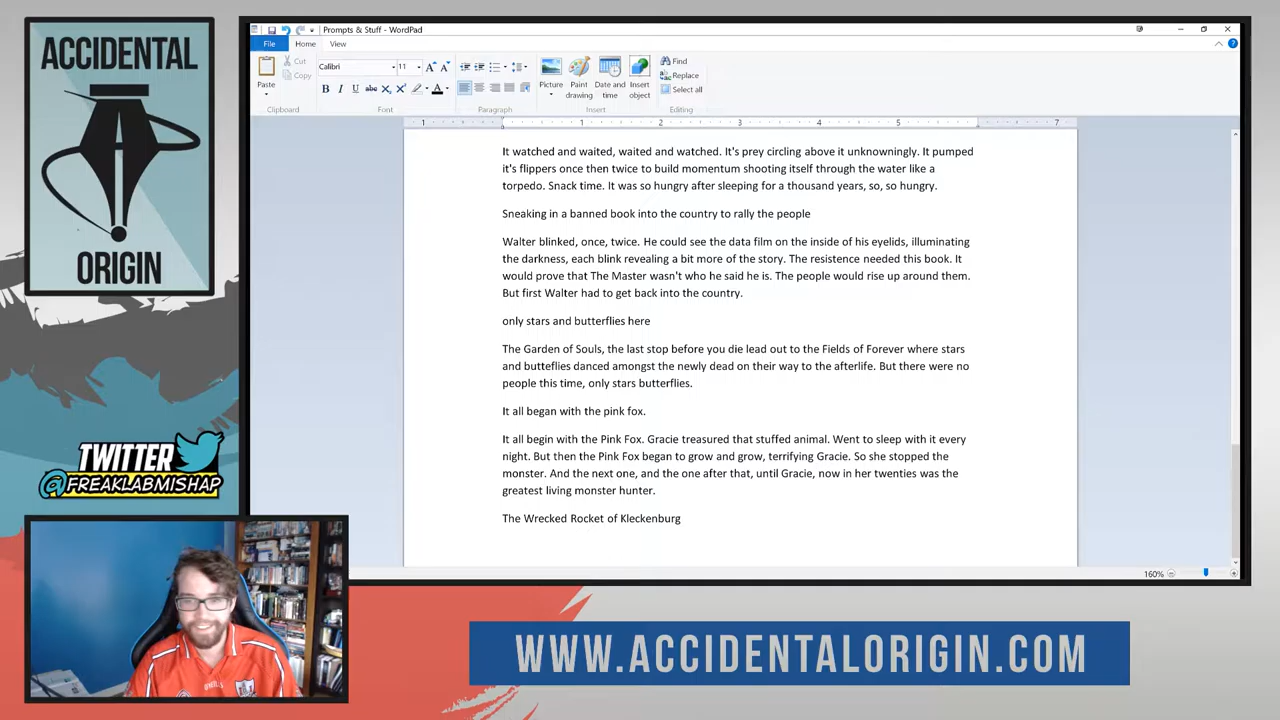 ACCIDENTAL
ORIGIN
TWITTER
@FREAKLABMISHAP
Prompts & Stuff - WordPad
File
Home
View
Paste
Cut
Copy
Clipboard
Calibri
11
Font
Paragraph
Picture
Paint drawing
Date and time
Insert object
Insert
Find
Replace
Select all
Editing
1 1 2 3 4 5 7
It watched and waited, waited and watched. It's prey circling above it unknowningly. It pumped
it's flippers once then twice to build momentum shooting itself through the water like a
torpedo. Snack time. It was so hungry after sleeping for a thousand years, so, so hungry.
Sneaking in a banned book into the country to rally the people
Walter blinked, once, twice. He could see the data film on the inside of his eyelids, illuminating
the darkness, each blink revealing a bit more of the story. The resistence needed this book. It
would prove that The Master wasn't who he said he is. The people would rise up around them.
But first Walter had to get back into the country.
only stars and butterflies here
The Garden of Souls, the last stop before you die lead out to the Fields of Forever where stars
and butteflies danced amongst the newly dead on their way to the afterlife. But there were no
people this time, only stars butterflies.
It all began with the pink fox.
It all begin with the Pink Fox. Gracie treasured that stuffed animal. Went to sleep with it every
night. But then the Pink Fox began to grow and grow, terrifying Gracie. So she stopped the
monster. And the next one, and the one after that, until Gracie, now in her twenties was the
greatest living monster hunter.
The Wrecked Rocket of Kleckenburg
160%
WWW.ACCIDENTALORIGIN.COM